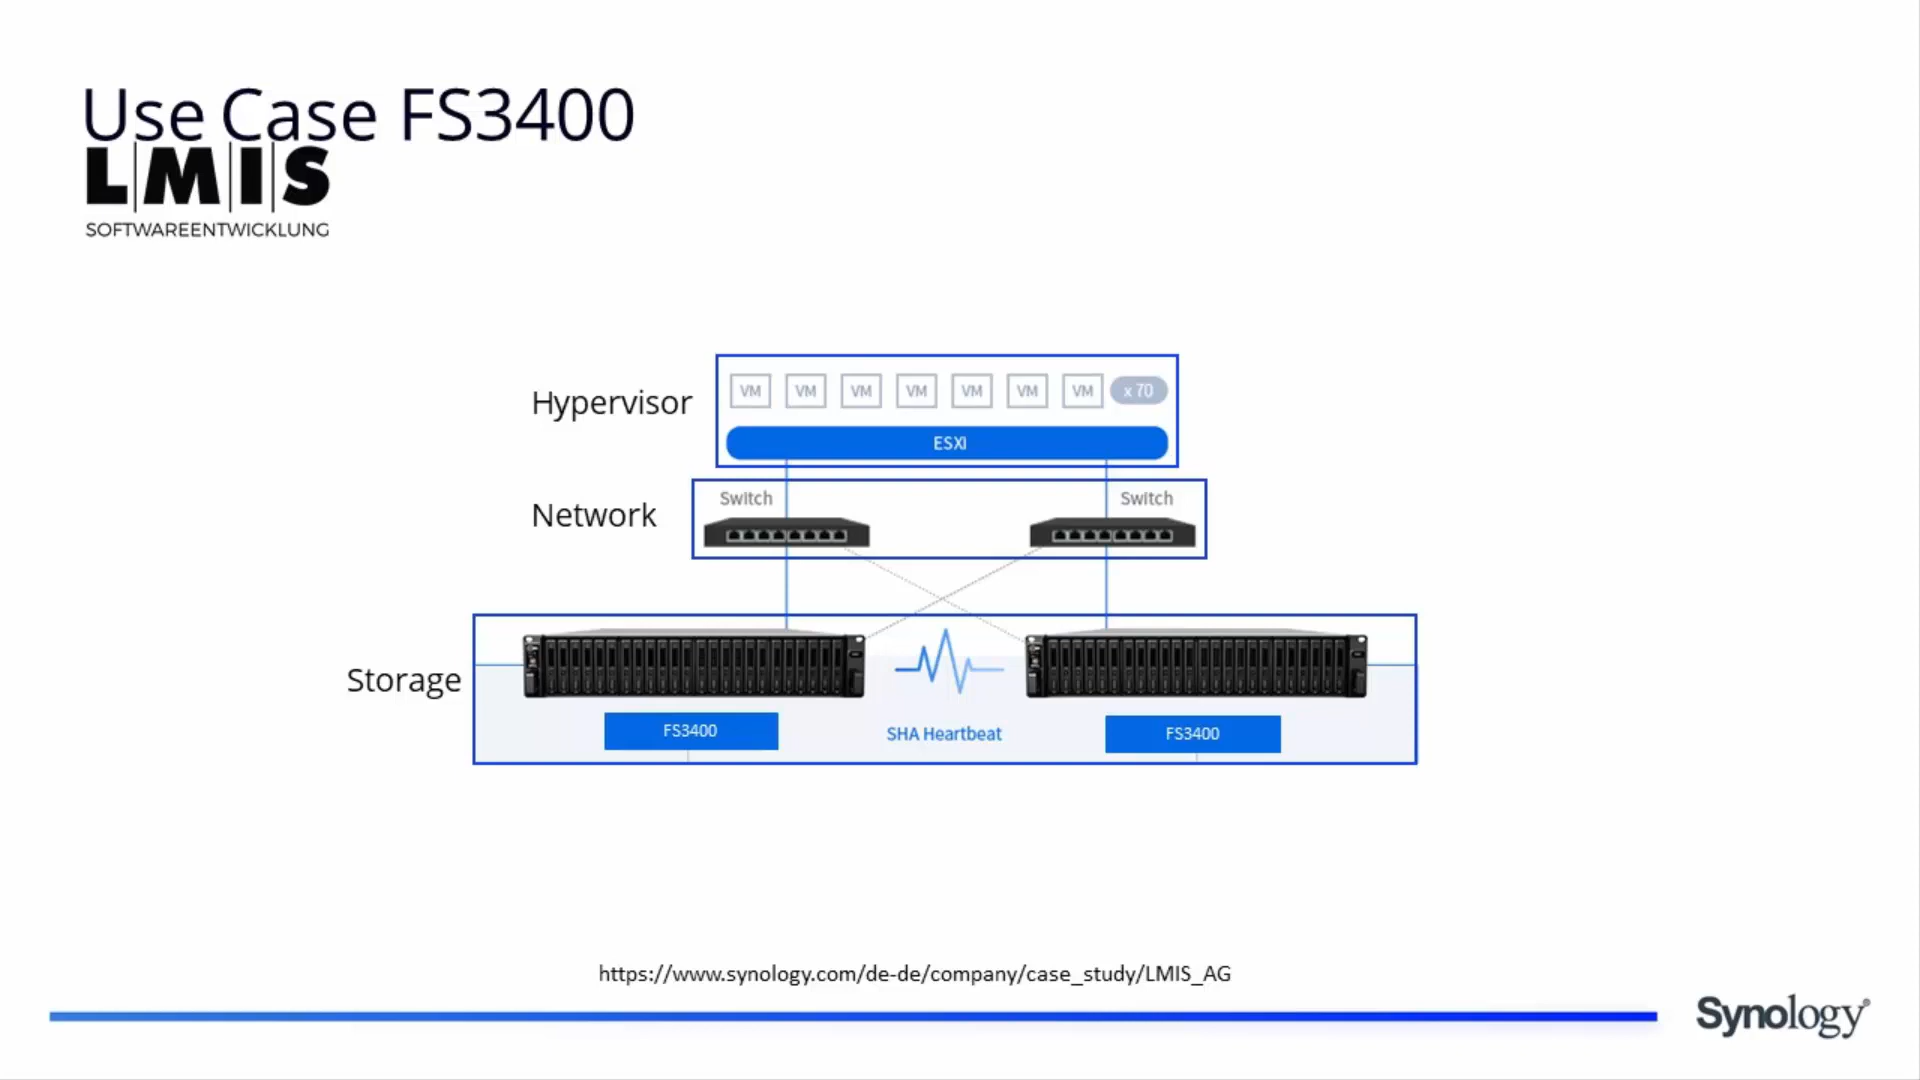 Use Case FS3400
L|M|I|S
SOFTWAREENTWICKLUNG
Hypervisor
VM VM VM VM VM VM VM x 70
ESXI
Network
Switch Switch
Storage
FS3400 SHA Heartbeat FS3400
https://www.synology.com/de-de/company/case_study/LMIS_AG
Synology®